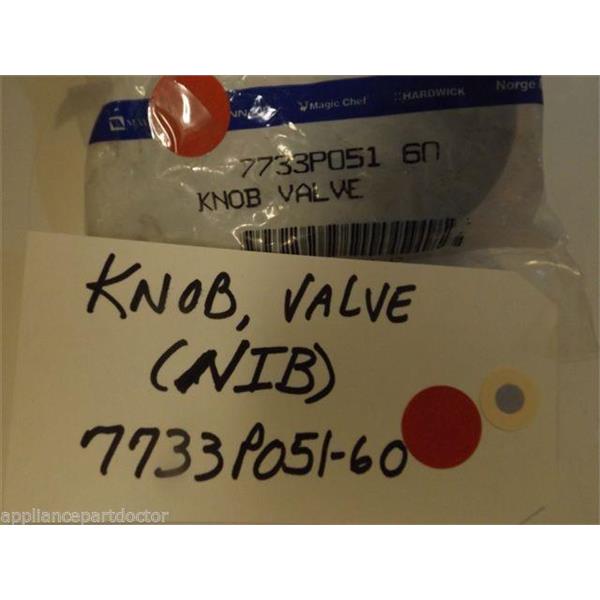 Magic Chef HARDWICK Norge
7733P051 60
KNOB VALVE
KNOB, VALVE
(NIB)
7733P051-60
appliancepartdoctor